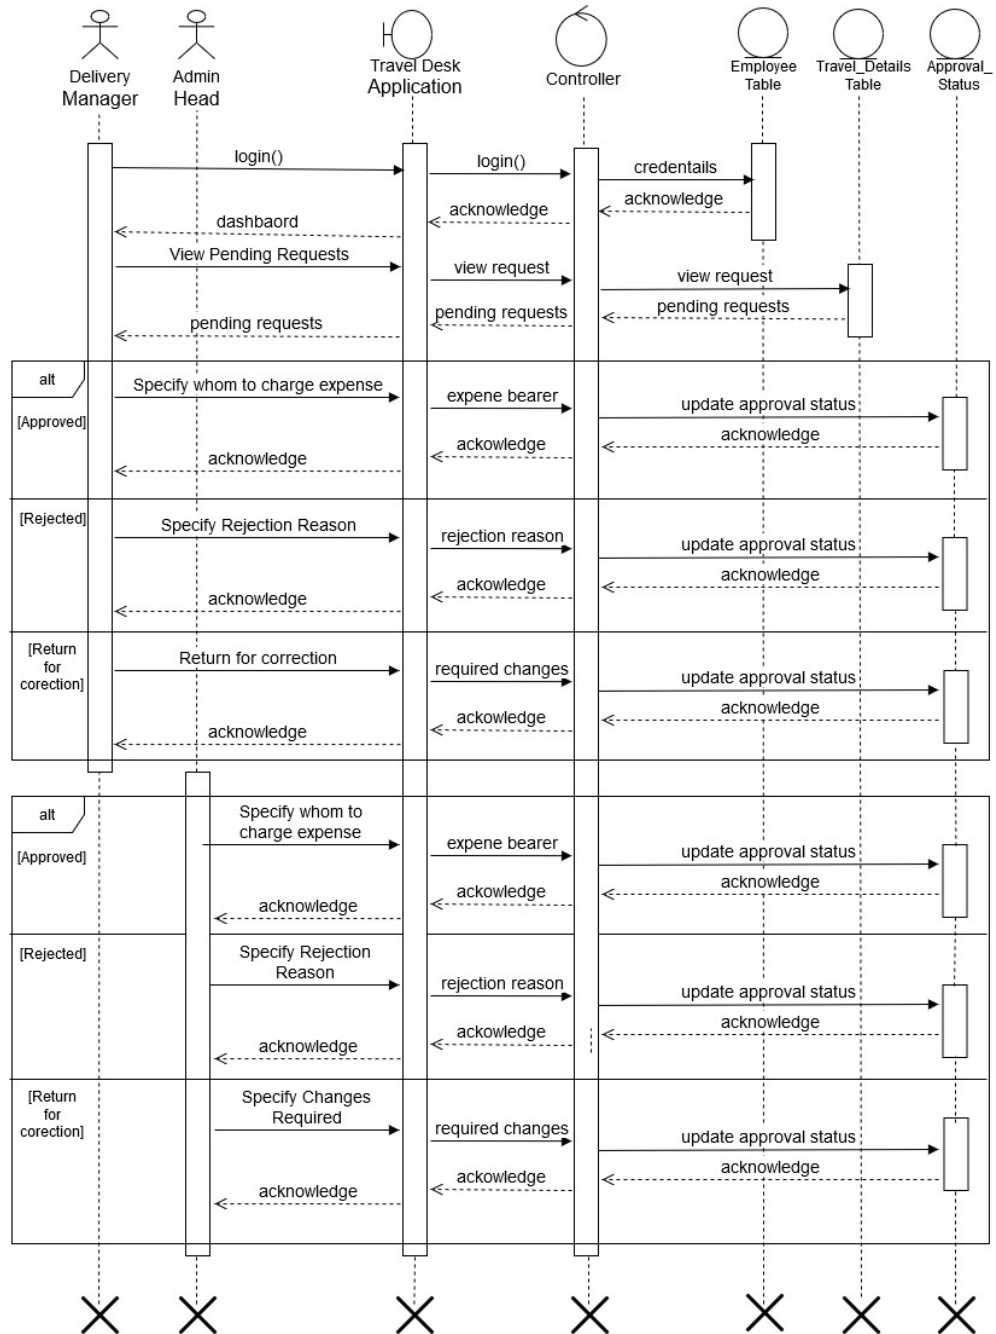 Delivery
Manager
Admin
Head
Travel Desk
Application
Controller
Employee
Table
Travel_Details
Table
Approval_
Status
login()
login()
credentails
acknowledge
acknowledge
dashbaord
View Pending Requests
view request
view request
pending requests
pending requests
pending requests
alt
[Approved]
Specify whom to charge expense
expene bearer
update approval status
acknowledge
ackowledge
acknowledge
[Rejected]
Specify Rejection Reason
rejection reason
update approval status
acknowledge
ackowledge
acknowledge
[Return
for
corection]
Return for correction
required changes
update approval status
acknowledge
ackowledge
acknowledge
alt
[Approved]
Specify whom to
charge expense
expene bearer
update approval status
acknowledge
ackowledge
acknowledge
[Rejected]
Specify Rejection
Reason
rejection reason
update approval status
acknowledge
ackowledge
acknowledge
[Return
for
corection]
Specify Changes
Required
required changes
update approval status
acknowledge
ackowledge
acknowledge